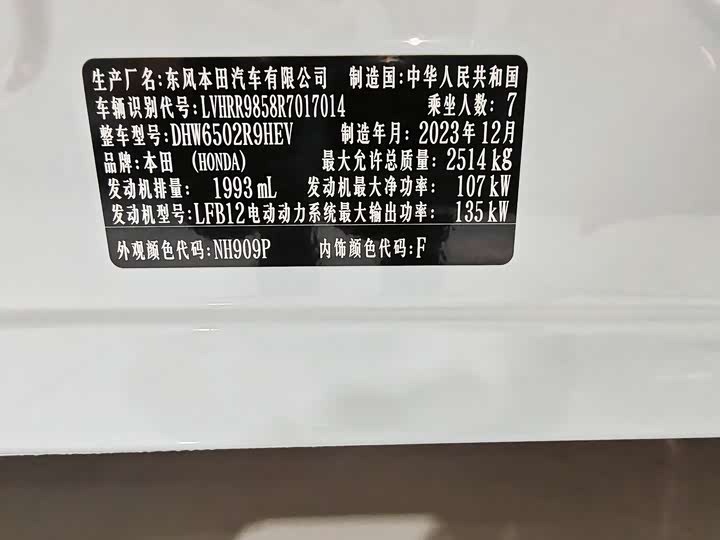 生产厂名:东风本田汽车有限公司 制造国:中华人民共和国
车辆识别代号:LVHRR9858R7017014 乘坐人数:7
整车型号:DHW6502R9HEV 制造年月:2023年12月
品牌:本田 (HONDA) 最大允许总质量:2514kg
发动机排量: 1993mL 发动机最大净功率: 107kW
发动机型号:LFB12电动动力系统最大输出功率: 135kW
外观颜色代码:NH909P 内饰颜色代码:F